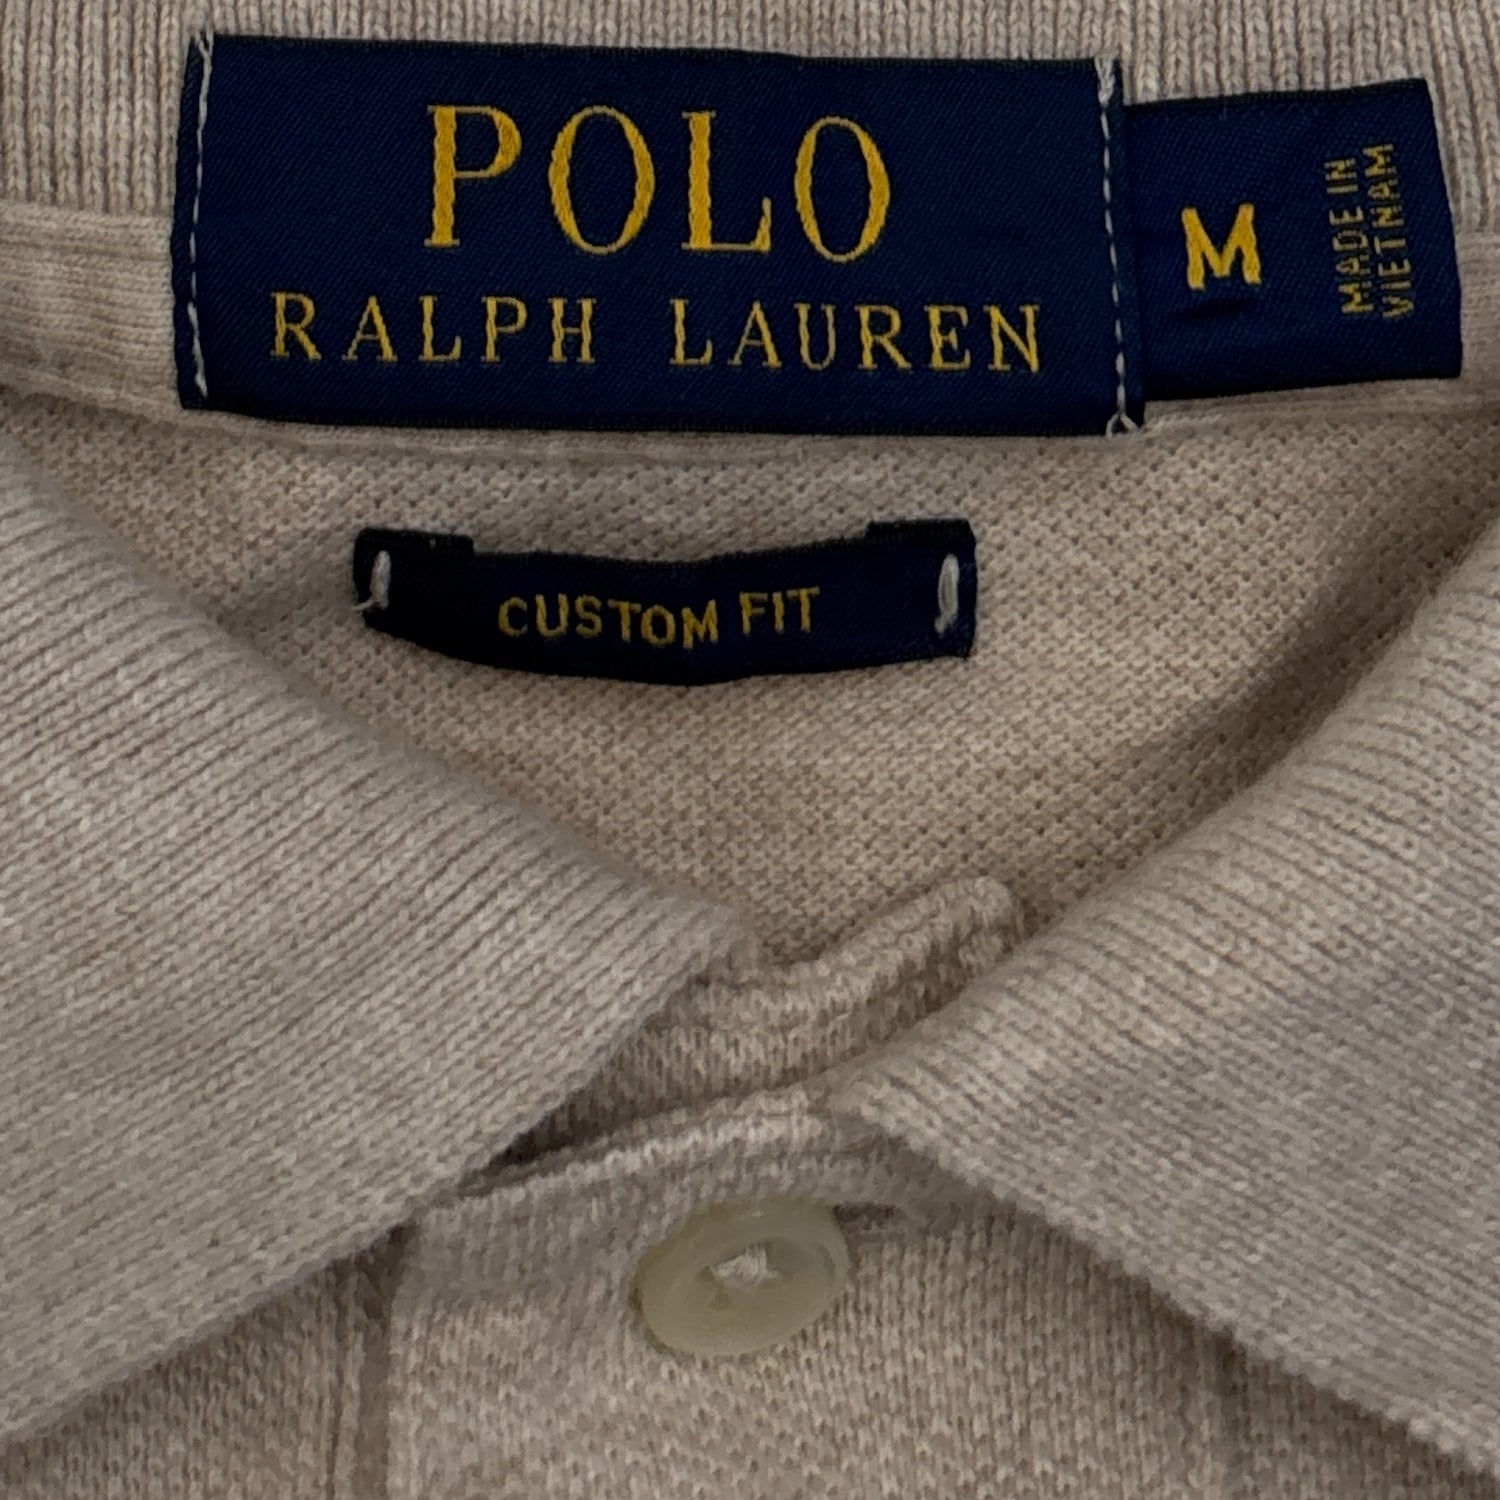 POLO
RALPH LAUREN
M
MADE IN
VIETNAM
CUSTOM FIT